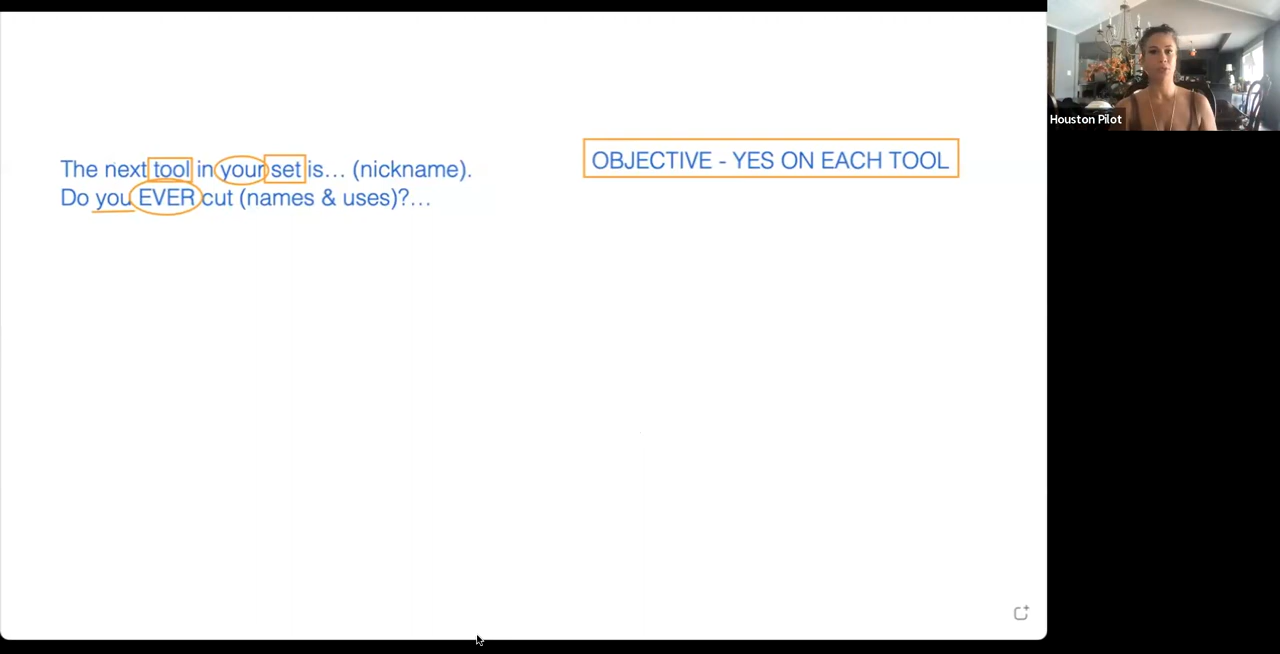 The next tool in your set is… (nickname).
Do you EVER cut (names & uses)?…
OBJECTIVE - YES ON EACH TOOL
Houston Pilot